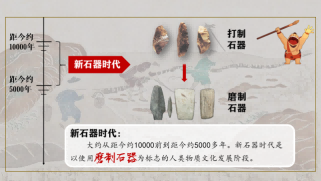 距今约
10000年
距今约
5000年
新石器时代
打制
石器
磨制
石器
新石器时代：
大约从距今约10000前到距今约5000多年。新石器时代是
以使用磨制石器为标志的人类物质文化发展阶段。